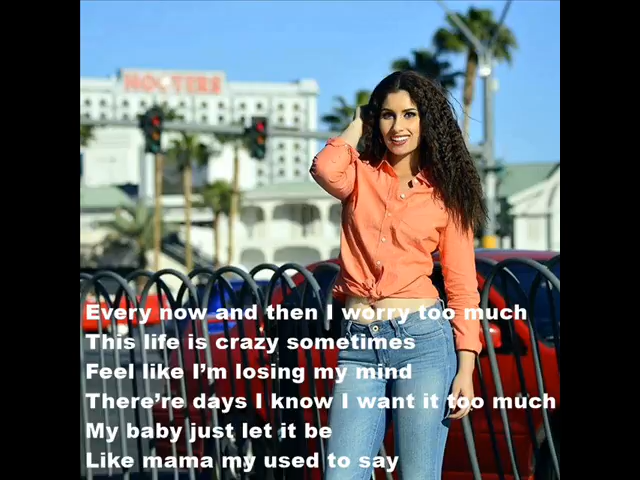 HOOTERS
Every now and then I worry too much
This life is crazy sometimes
Feel like I'm losing my mind
There're days I know I want it too much
My baby just let it be
Like mama my used to say